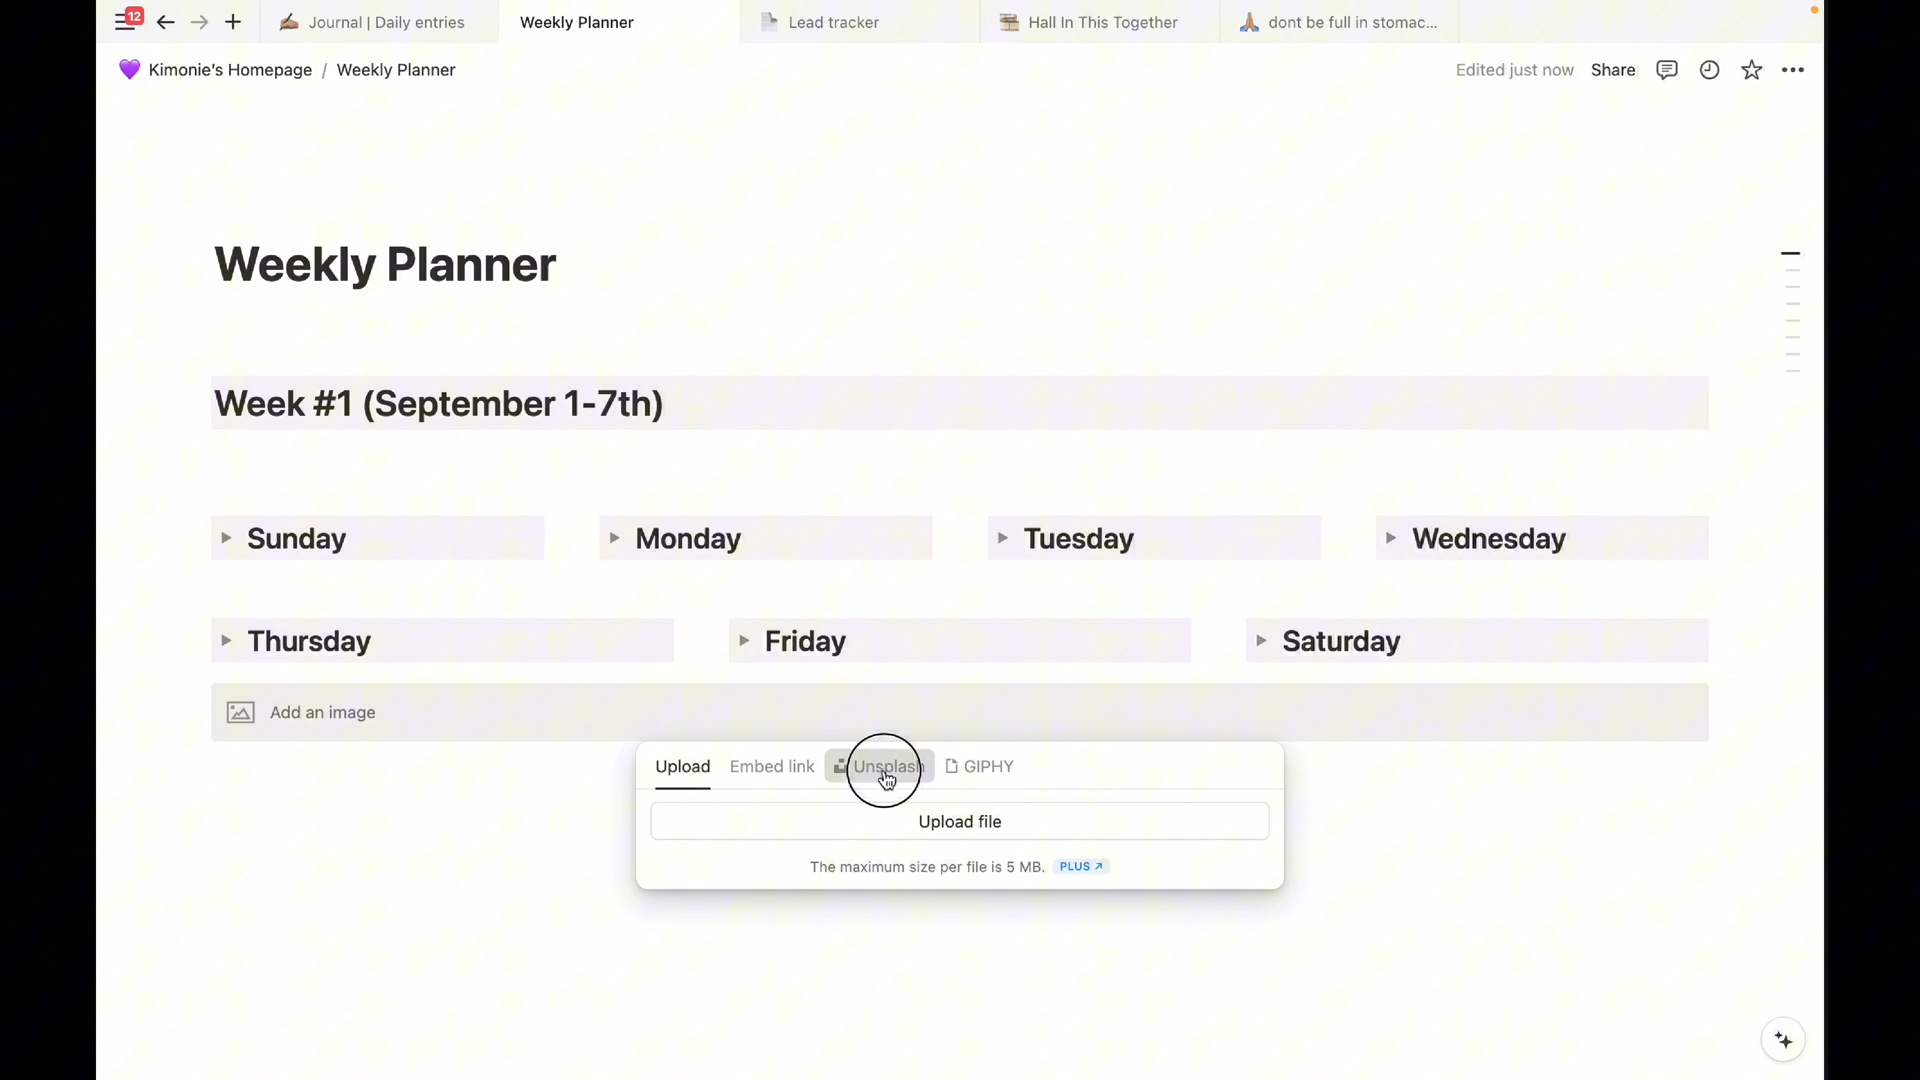 12
Journal | Daily entries
Weekly Planner
Lead tracker
Hall In This Together
dont be full in stomac...
Kimonie's Homepage / Weekly Planner
Edited just now
Share
Weekly Planner
Week #1 (September 1-7th)
Sunday
Monday
Tuesday
Wednesday
Thursday
Friday
Saturday
Add an image
Upload
Embed link
Unsplash
GIPHY
Upload file
The maximum size per file is 5 MB.
PLUS ↗